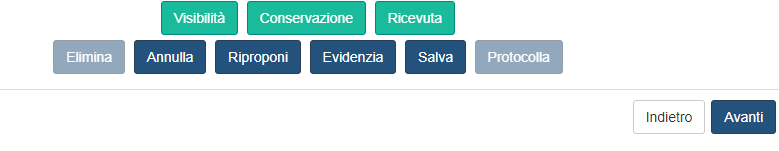 Visibilità Conservazione Ricevuta
Elimina Annulla Riproponi Evidenzia Salva Protocolla
Indietro Avanti